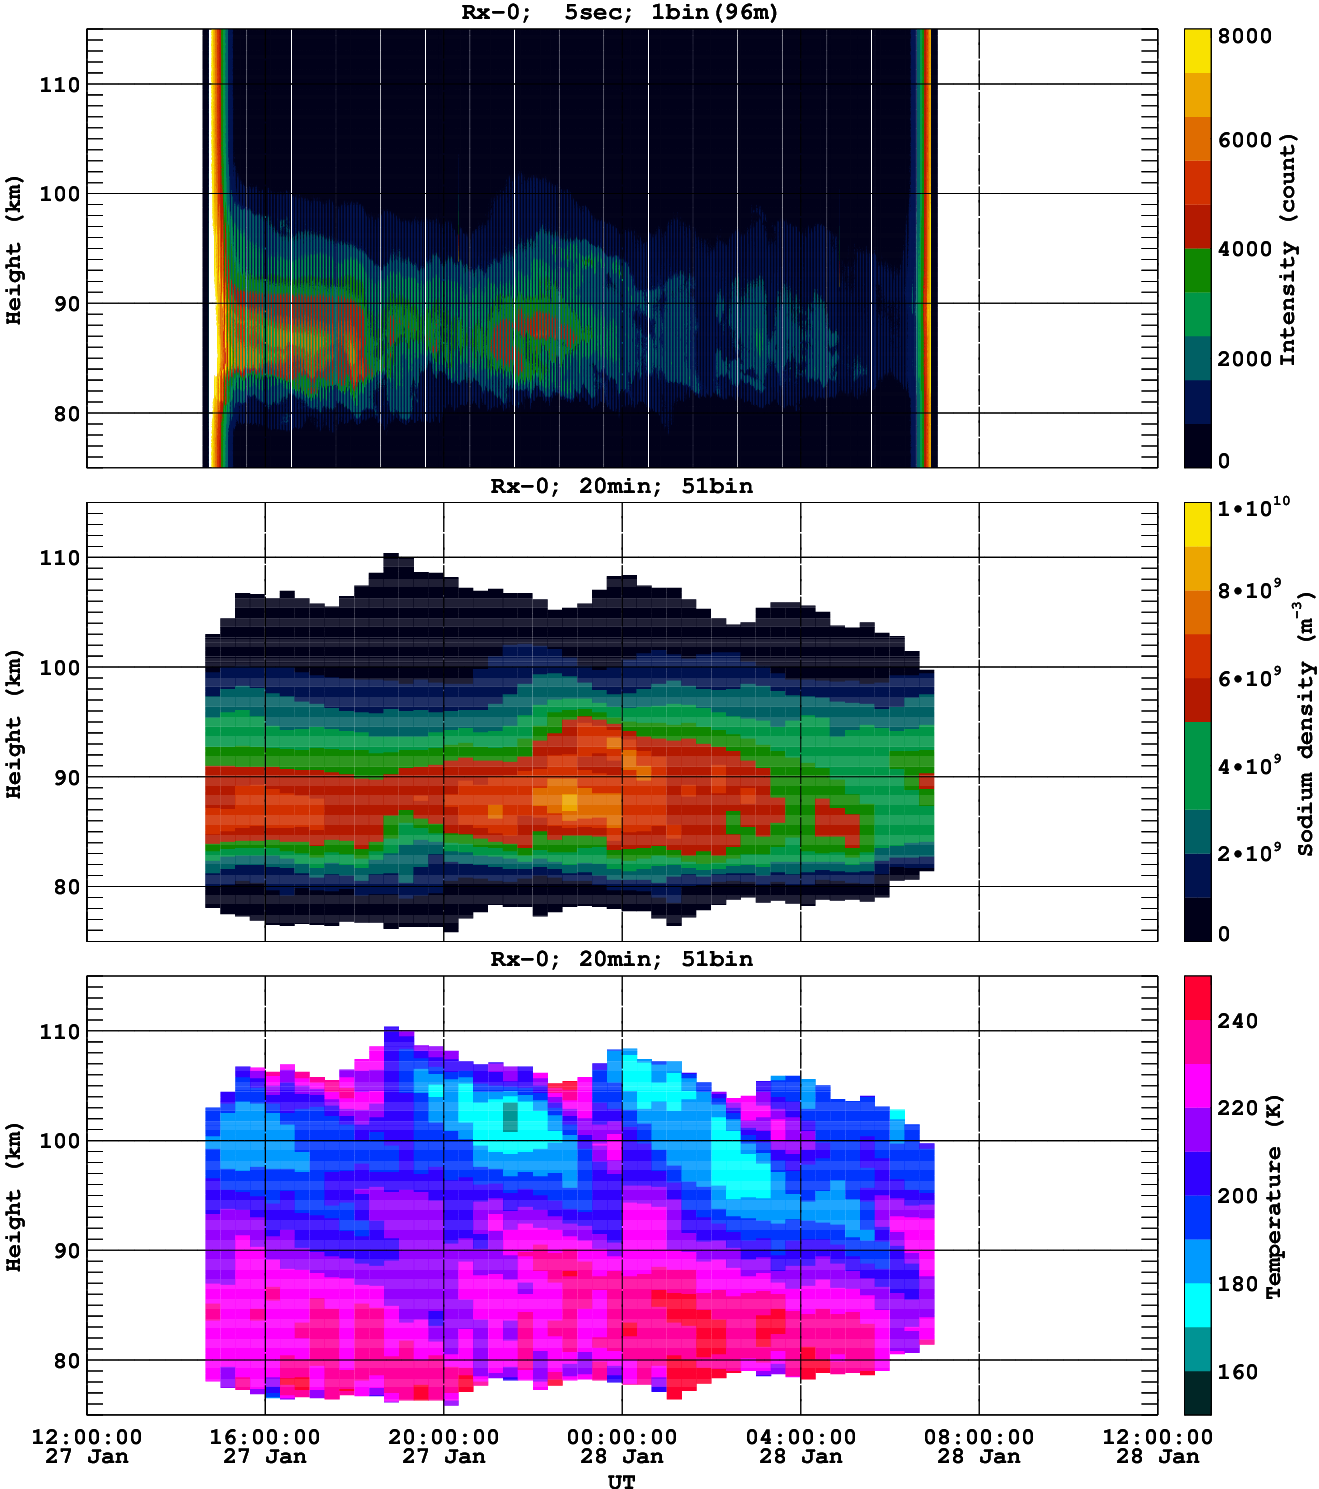 Rx-0;  5sec; 1bin(96m)
110
100
90
80
Height (km)
8000
6000
4000
2000
0
Intensity (count)
Rx-0; 20min; 51bin
110
100
90
80
Height (km)
1•10¹⁰
8•10⁹
6•10⁹
4•10⁹
2•10⁹
0
Sodium density (m⁻³)
Rx-0; 20min; 51bin
110
100
90
80
Height (km)
240
220
200
180
160
Temperature (K)
12:00:00 16:00:00 20:00:00 00:00:00 04:00:00 08:00:00 12:00:00
27 Jan 27 Jan 27 Jan 28 Jan 28 Jan 28 Jan 28 Jan
UT